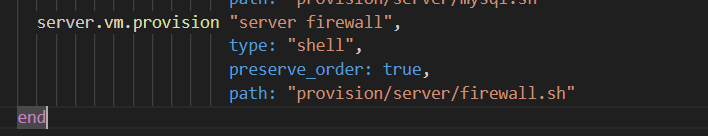 path: "provision/server/mysql.sh"
server.vm.provision "server firewall",
type: "shell",
preserve_order: true,
path: "provision/server/firewall.sh"
end